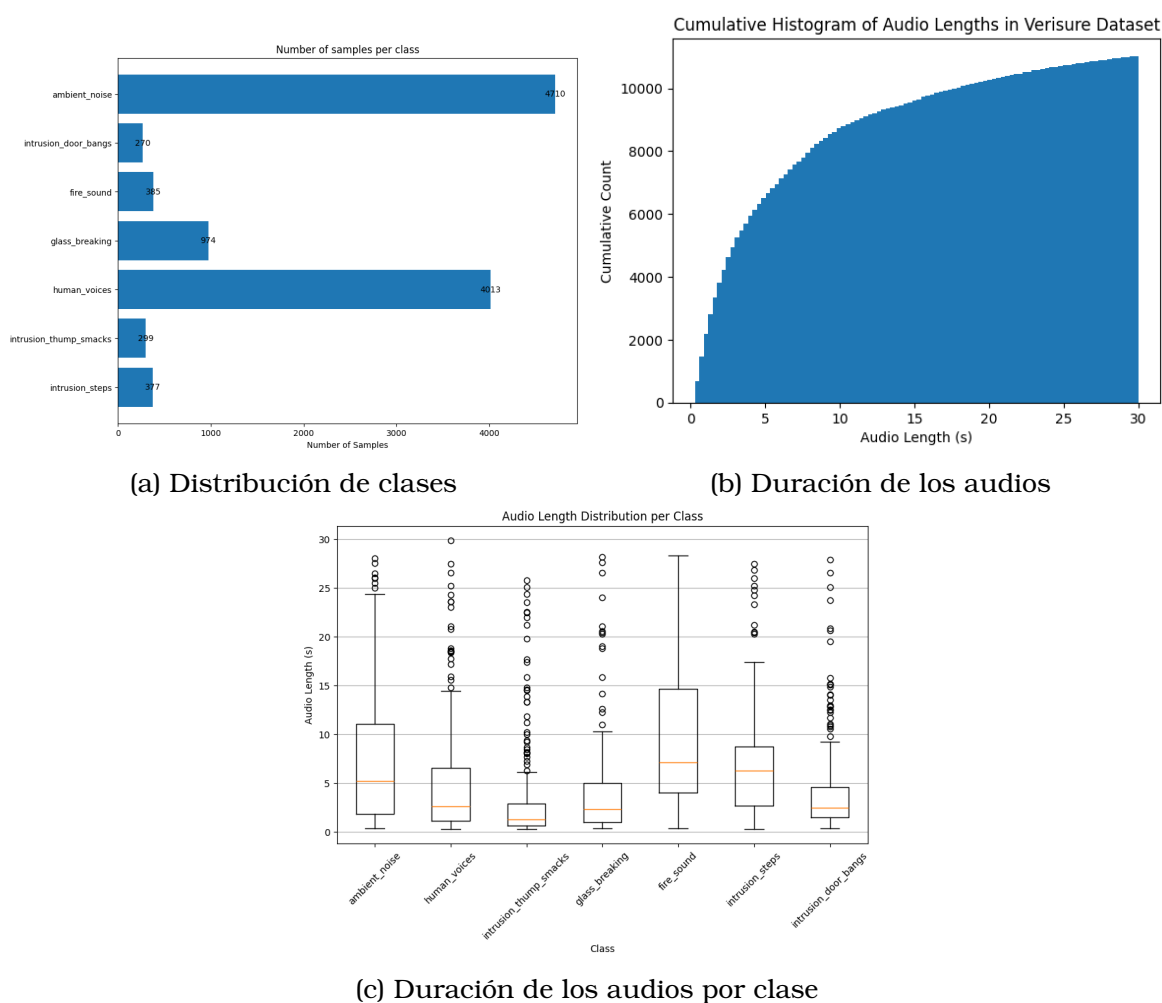 Number of samples per class
ambient_noise
4710
intrusion_door_bangs
270
fire_sound
385
glass_breaking
974
human_voices
4013
intrusion_thump_smacks
299
intrusion_steps
377
0 1000 2000 3000 4000
Number of Samples
(a) Distribución de clases
Cumulative Histogram of Audio Lengths in Verisure Dataset
Cumulative Count
10000
8000
6000
4000
2000
0
0 5 10 15 20 25 30
Audio Length (s)
(b) Duración de los audios
Audio Length Distribution per Class
Audio Length (s)
30
25
20
15
10
5
0
ambient_noise
human_voices
intrusion_thump_smacks
glass_breaking
fire_sound
intrusion_steps
intrusion_door_bangs
Class
(c) Duración de los audios por clase